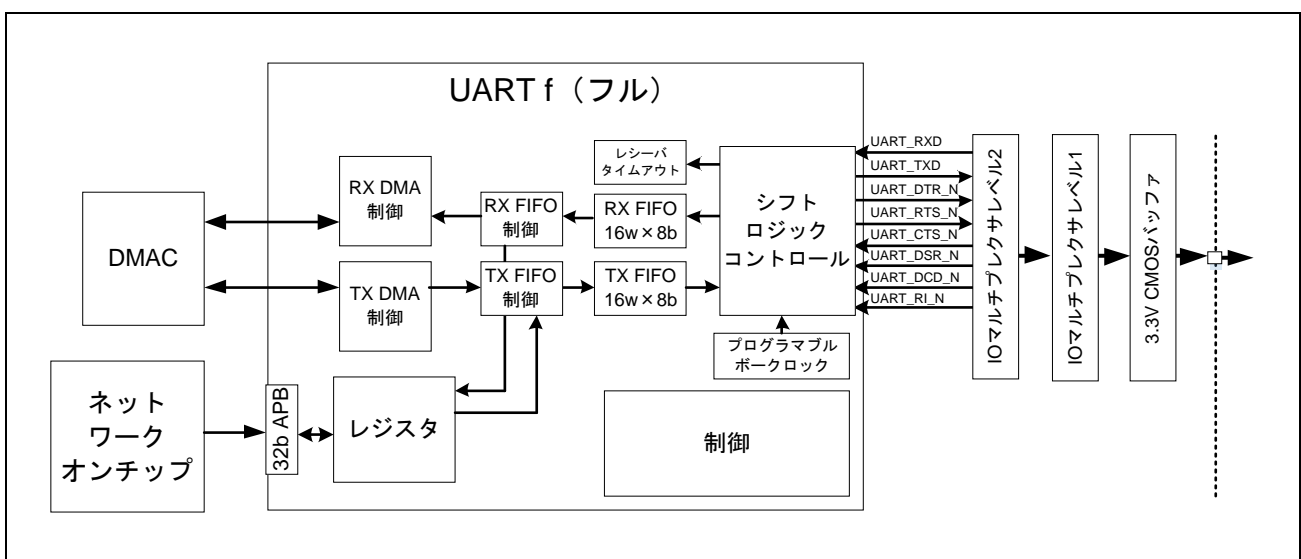 UART f（フル）
DMAC
RX DMA
制御
TX DMA
制御
RX FIFO
制御
TX FIFO
制御
レシーバ
タイムアウト
RX FIFO
16w×8b
TX FIFO
16w×8b
シフト
ロジック
コントロール
プログラマブル
ボークロック
UART_RXD
UART_TXD
UART_DTR_N
UART_RTS_N
UART_CTS_N
UART_DSR_N
UART_DCD_N
UART_RI_N
IOマルチプレクサレベル2
IOマルチプレクサレベル1
3.3V CMOSバッファ
ネット
ワーク
オンチップ
32b APB
レジスタ
制御